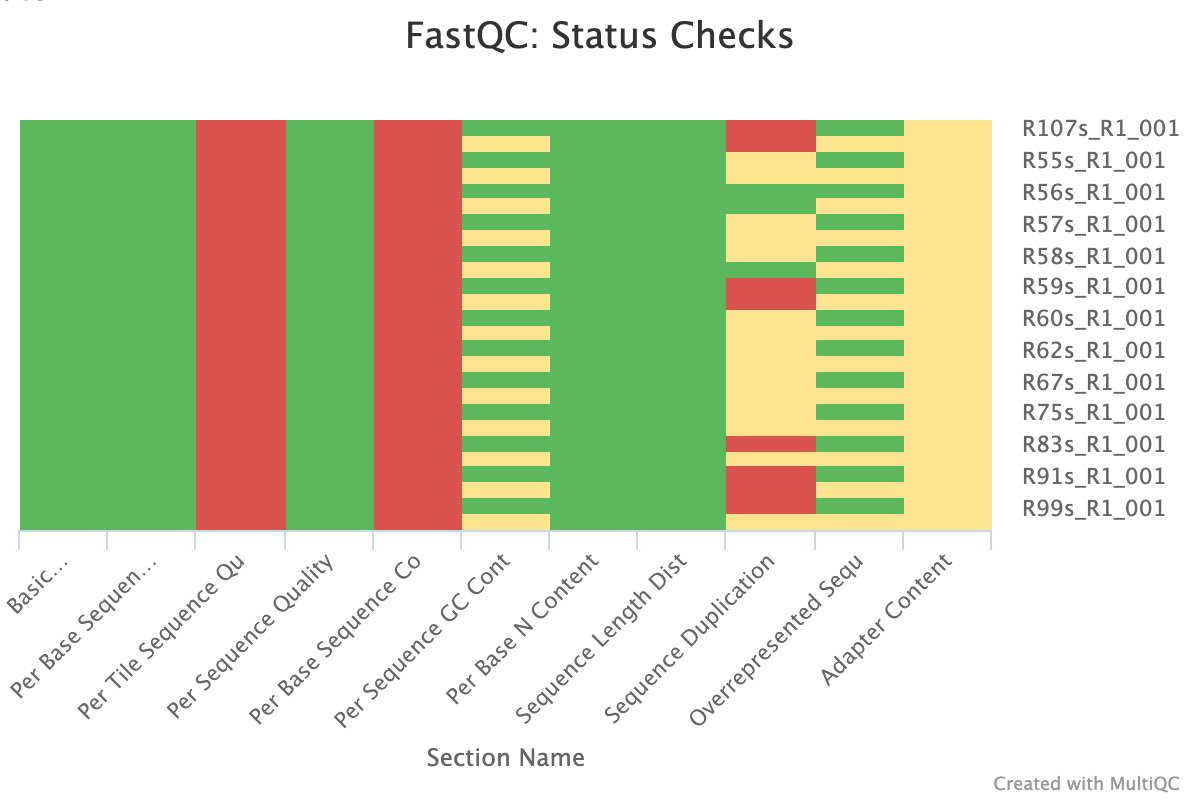 FastQC: Status Checks
R107s_R1_001
R55s_R1_001
R56s_R1_001
R57s_R1_001
R58s_R1_001
R59s_R1_001
R60s_R1_001
R62s_R1_001
R67s_R1_001
R75s_R1_001
R83s_R1_001
R91s_R1_001
R99s_R1_001
Basic...
Per Base Sequen...
Per Tile Sequence Qu
Per Sequence Quality
Per Base Sequence Co
Per Sequence GC Cont
Per Base N Content
Sequence Length Dist
Sequence Duplication
Overrepresented Sequ
Adapter Content
Section Name
Created with MultiQC